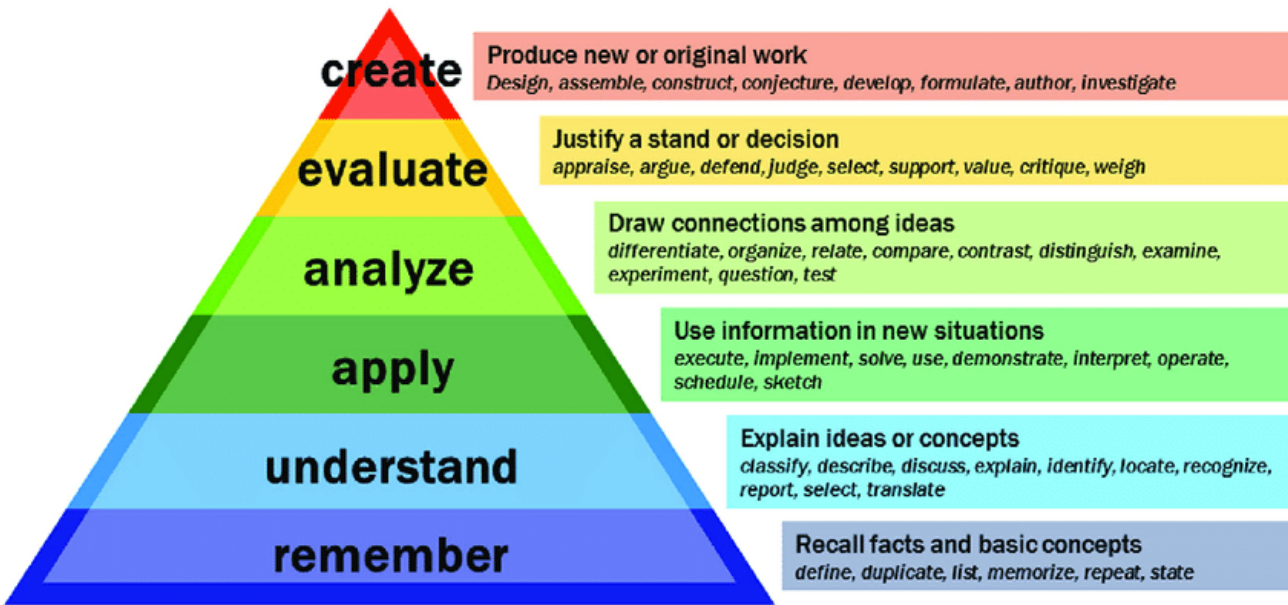 create
Produce new or original work
Design, assemble, construct, conjecture, develop, formulate, author, investigate
evaluate
Justify a stand or decision
appraise, argue, defend, judge, select, support, value, critique, weigh
analyze
Draw connections among ideas
differentiate, organize, relate, compare, contrast, distinguish, examine,
experiment, question, test
apply
Use information in new situations
execute, implement, solve, use, demonstrate, interpret, operate,
schedule, sketch
understand
Explain ideas or concepts
classify, describe, discuss, explain, identify, locate, recognize,
report, select, translate
remember
Recall facts and basic concepts
define, duplicate, list, memorize, repeat, state